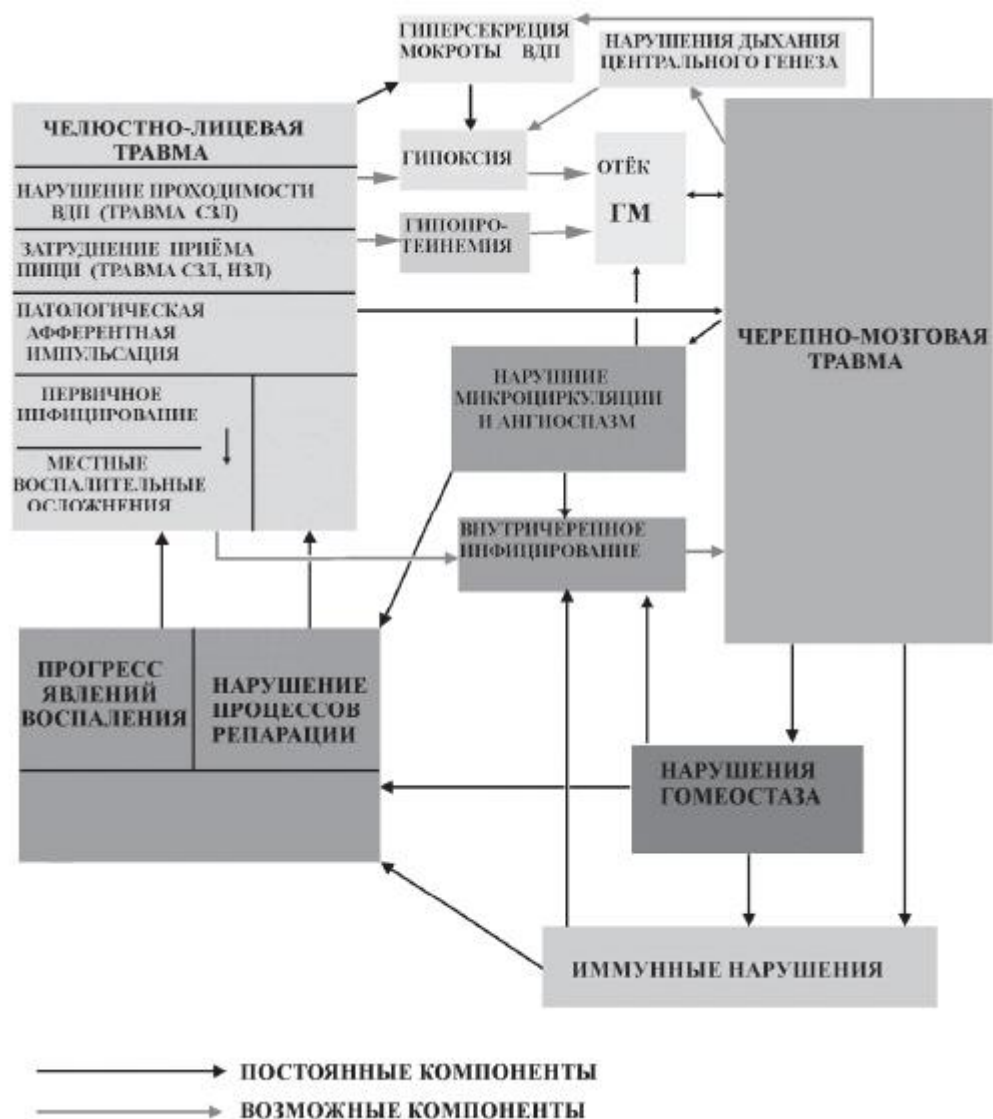 ГИПЕРСЕКРЕЦИЯ
МОКРОТЫ ВДП
НАРУШЕНИЯ ДЫХАНИЯ
ЦЕНТРАЛЬНОГО ГЕНЕЗА
ЧЕЛЮСТНО-ЛИЦЕВАЯ
ТРАВМА
НАРУШЕНИЕ ПРОХОДИМОСТИ
ВДП (ТРАВМА СЗЛ)
ЗАТРУДНЕНИЕ ПРИЁМА
ПИЩИ (ТРАВМА СЗЛ, НЗЛ)
ПАТОЛОГИЧЕСКАЯ
АФФЕРЕНТНАЯ
ИМПУЛЬСАЦИЯ
ПЕРВИЧНОЕ
ИНФИЦИРОВАНИЕ
МЕСТНЫЕ
ВОСПАЛИТЕЛЬНЫЕ
ОСЛОЖНЕНИЯ
ГИПОКСИЯ
ГИПОПРО-
ТЕИНЕМИЯ
ОТЁК
ГМ
ЧЕРЕПНО-МОЗГОВАЯ
ТРАВМА
НАРУШНИЕ
МИКРОЦИРКУЛЯЦИИ
И АНГИОСПАЗМ
ВНУТРИЧЕРЕПНОЕ
ИНФИЦИРОВАНИЕ
ПРОГРЕСС
ЯВЛЕНИЙ
ВОСПАЛЕНИЯ
НАРУШЕНИЕ
ПРОЦЕССОВ
РЕПАРАЦИИ
НАРУШЕНИЯ
ГОМЕОСТАЗА
ИММУННЫЕ НАРУШЕНИЯ
ПОСТОЯННЫЕ КОМПОНЕНТЫ
ВОЗМОЖНЫЕ КОМПОНЕНТЫ